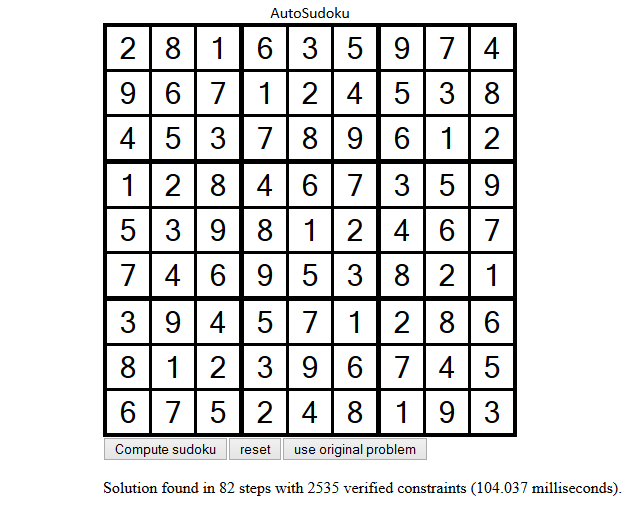 AutoSudoku
2 8 1 6 3 5 9 7 4
9 6 7 1 2 4 5 3 8
4 5 3 7 8 9 6 1 2
1 2 8 4 6 7 3 5 9
5 3 9 8 1 2 4 6 7
7 4 6 9 5 3 8 2 1
3 9 4 5 7 1 2 8 6
8 1 2 3 9 6 7 4 5
6 7 5 2 4 8 1 9 3
Compute sudoku reset use original problem
Solution found in 82 steps with 2535 verified constraints (104.037 milliseconds).